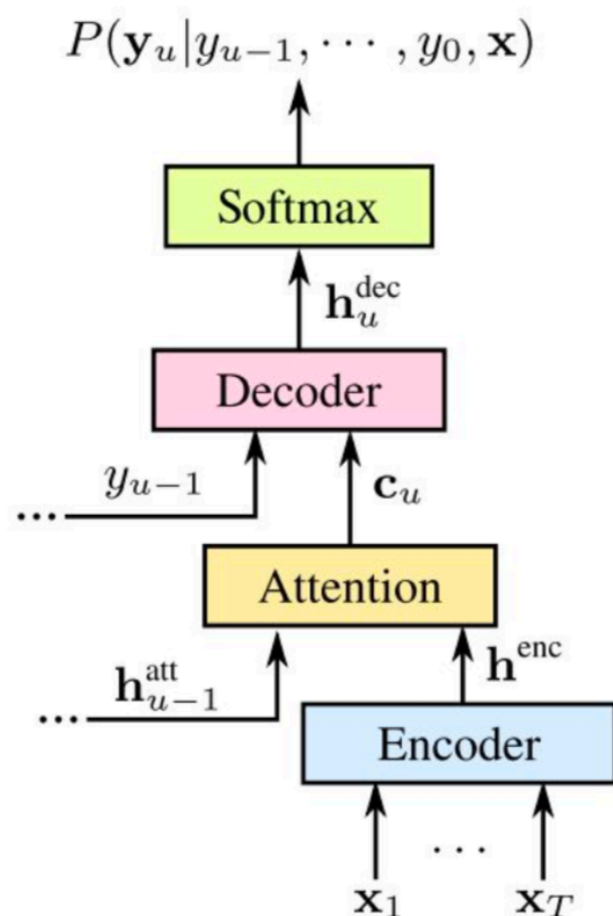 P(y_u|y_{u−1}, ⋯ , y_0, x)
Softmax
h_u^{dec}
Decoder
y_{u−1}
c_u
...
Attention
h^{enc}
h_{u−1}^{att}
...
Encoder
⋯
x_1 x_T